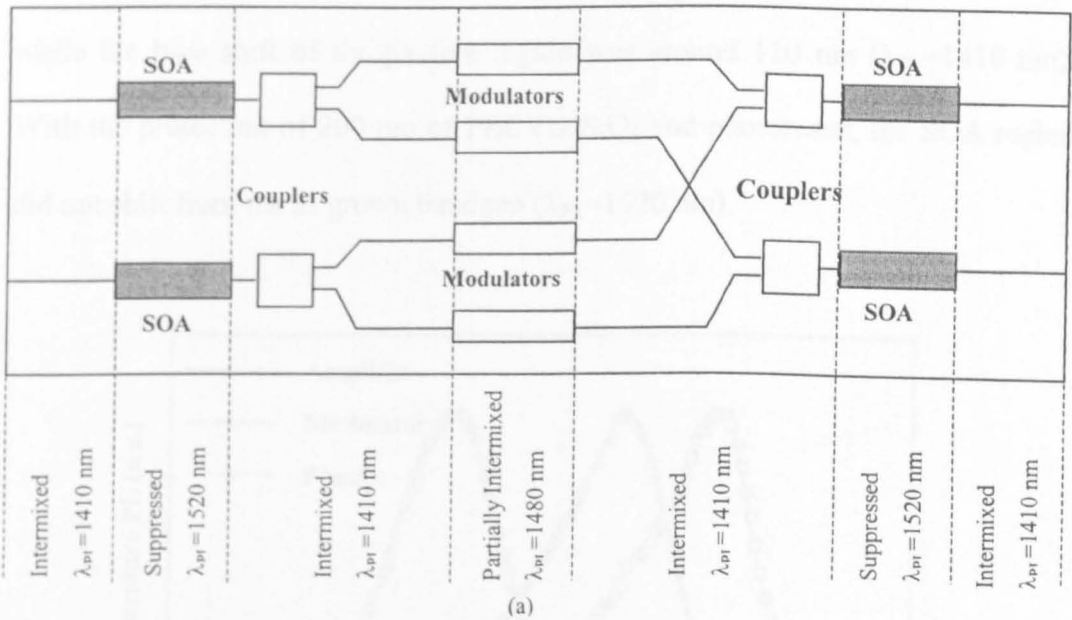 SOA
SOA
Modulators
Couplers
Couplers
Modulators
SOA
SOA
Intermixed
λPl =1410 nm
Suppressed
λPl =1520 nm
Intermixed
λPl =1410 nm
Partially Intermixed
λPl =1480 nm
Intermixed
λPl =1410 nm
Suppressed
λPl =1520 nm
Intermixed
λPl =1410 nm
(a)